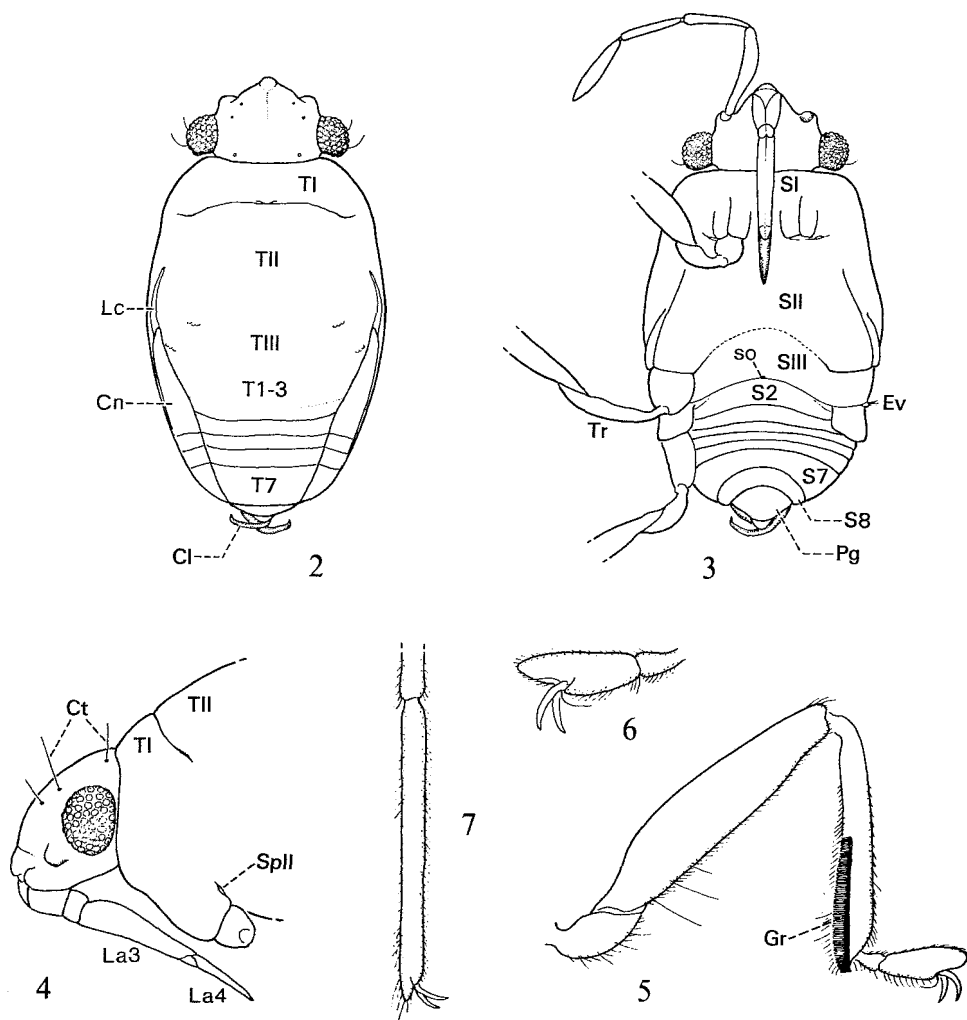 TI
TII
Lc
TIII
T1-3
Cn
T7
Cl
2
SI
SII
SIII
so
S2
Ev
Tr
S7
S8
Pg
3
Ct
TII
TI
SpII
La3
La4
4
7
6
Gr
5